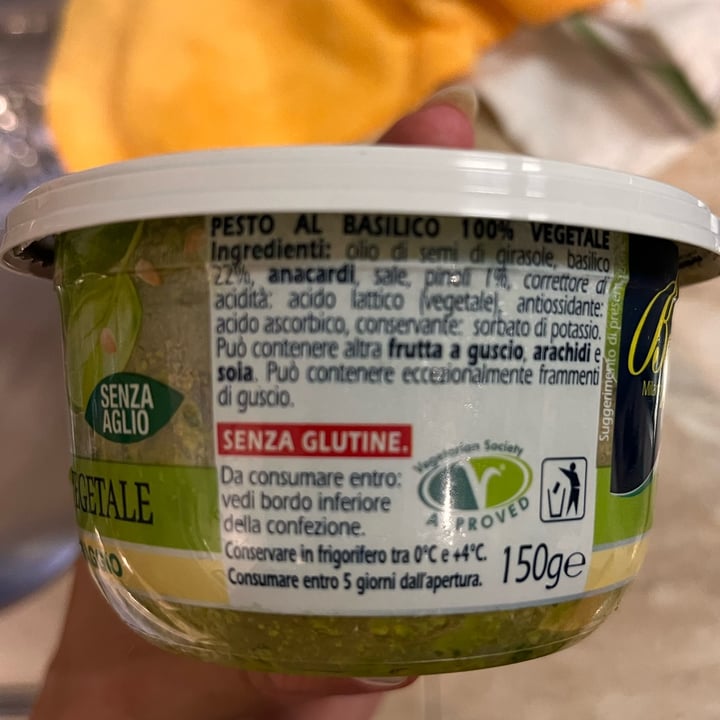 PESTO AL BASILICO 100% VEGETALE
Ingredienti: olio di semi di girasole, basilico
22%, anacardi, sale, pinoli 1%, correttore di
acidità: acido lattico (vegetale), antiossidante:
acido ascorbico, conservante: sorbato di potassio.
Può contenere altra frutta a guscio, arachidi e
soia. Può contenere eccezionalmente frammenti
di guscio.
SENZA GLUTINE.
Da consumare entro:
vedi bordo inferiore
della confezione.
Conservare in frigorifero tra 0°C e +4°C.
Consumare entro 5 giorni dall'apertura.
150g e
Vegetarian Society
APPROVED
SENZA
AGLIO
EGETALE
Suggerimento di present